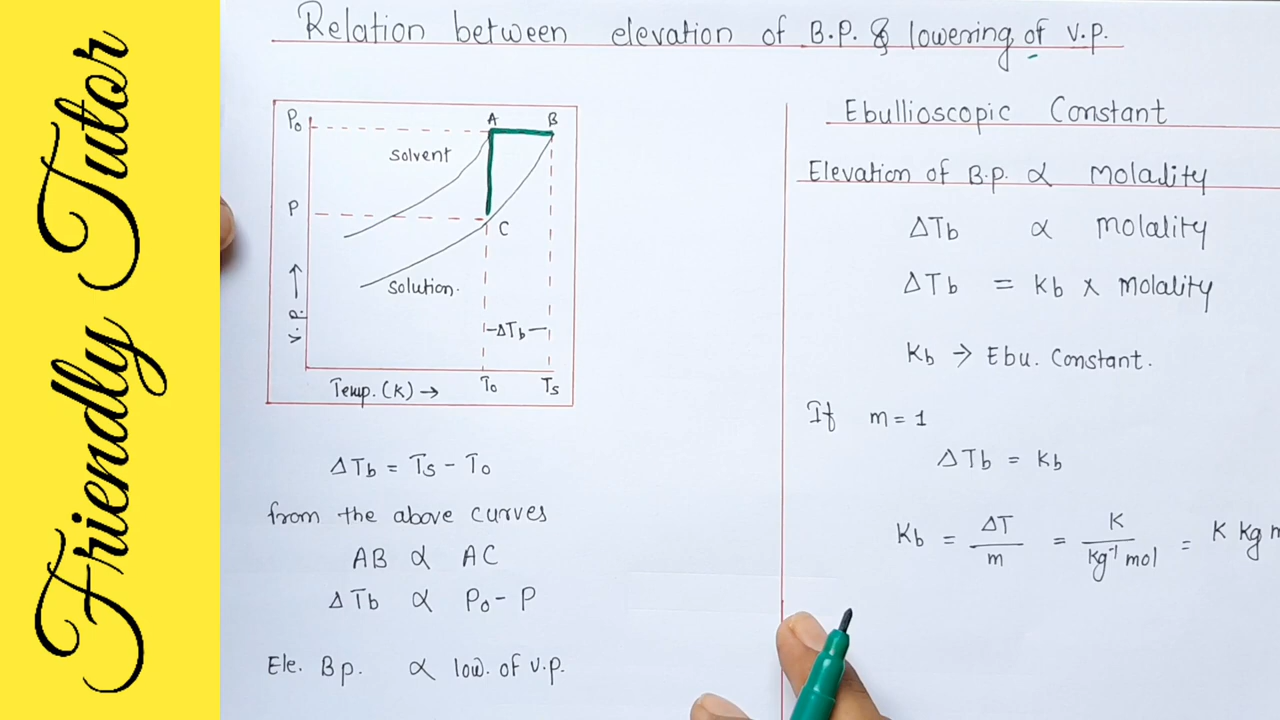 Friendly Tutor
Relation between elevation of B.P. & lowering of v.p.
P₀
A
B
solvent
P
C
solution.
v.p.
-ΔTb-
Temp. (K) →
T₀
Ts
ΔTb = Ts - T₀
from the above curves
AB ∝ AC
ΔTb ∝ P₀ - P
Ele. B p. ∝ low. of v.p.
Ebullioscopic Constant
Elevation of B.p. ∝ molality
ΔTb ∝ molality
ΔTb = Kb × molality
Kb → Ebu. Constant.
If m = 1
ΔTb = Kb
Kb = ΔT / m = K / kg⁻¹ mol = K kg